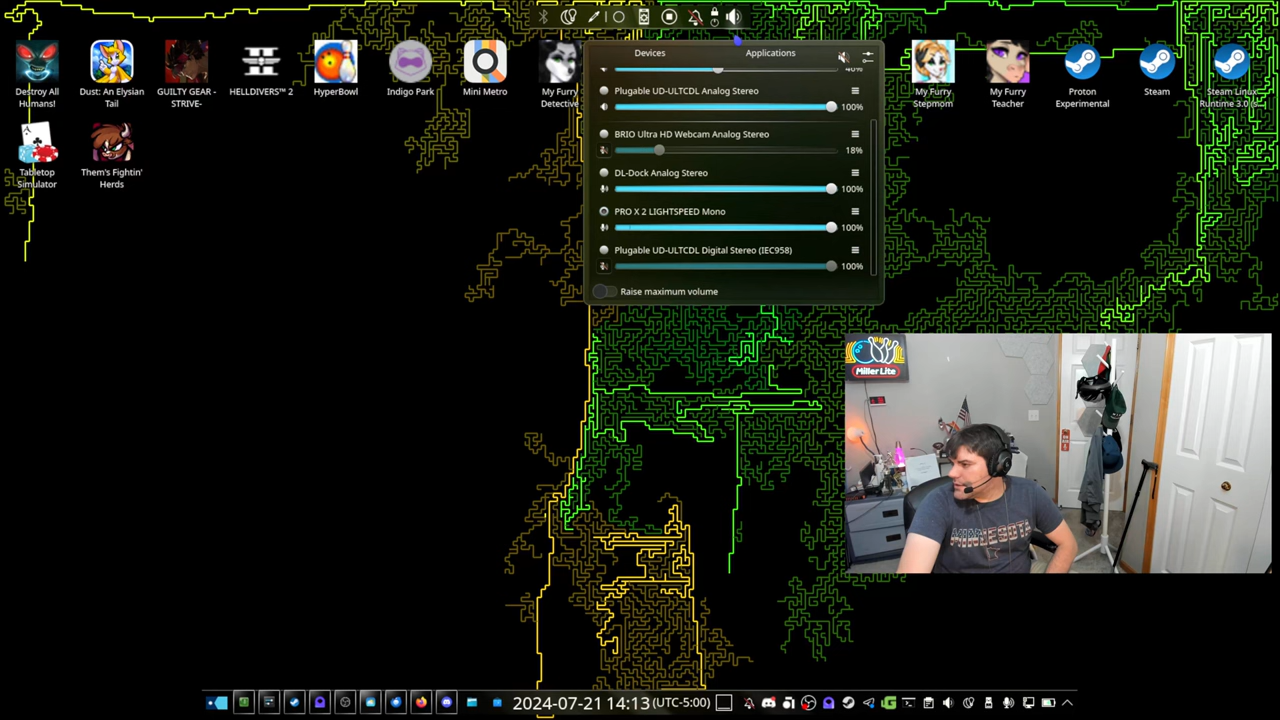 Devices
Applications
40%
Plugable UD-ULTCDL Analog Stereo
100%
BRIO Ultra HD Webcam Analog Stereo
18%
DL-Dock Analog Stereo
100%
PRO X 2 LIGHTSPEED Mono
100%
Plugable UD-ULTCDL Digital Stereo (IEC958)
100%
Raise maximum volume
Destroy All
Humans!
Dust: An Elysian
Tail
GUILTY GEAR -
STRIVE-
HELLDIVERS™ 2
HyperBowl
Indigo Park
Mini Metro
My Furry
Detective
My Furry
Stepmom
My Furry
Teacher
Proton
Experimental
Steam
Steam Linux
Runtime 3.0 (s...
Tabletop
Simulator
Them's Fightin'
Herds
Miller Lite
MINNESOTA
2024-07-21 14:13 (UTC-5:00)